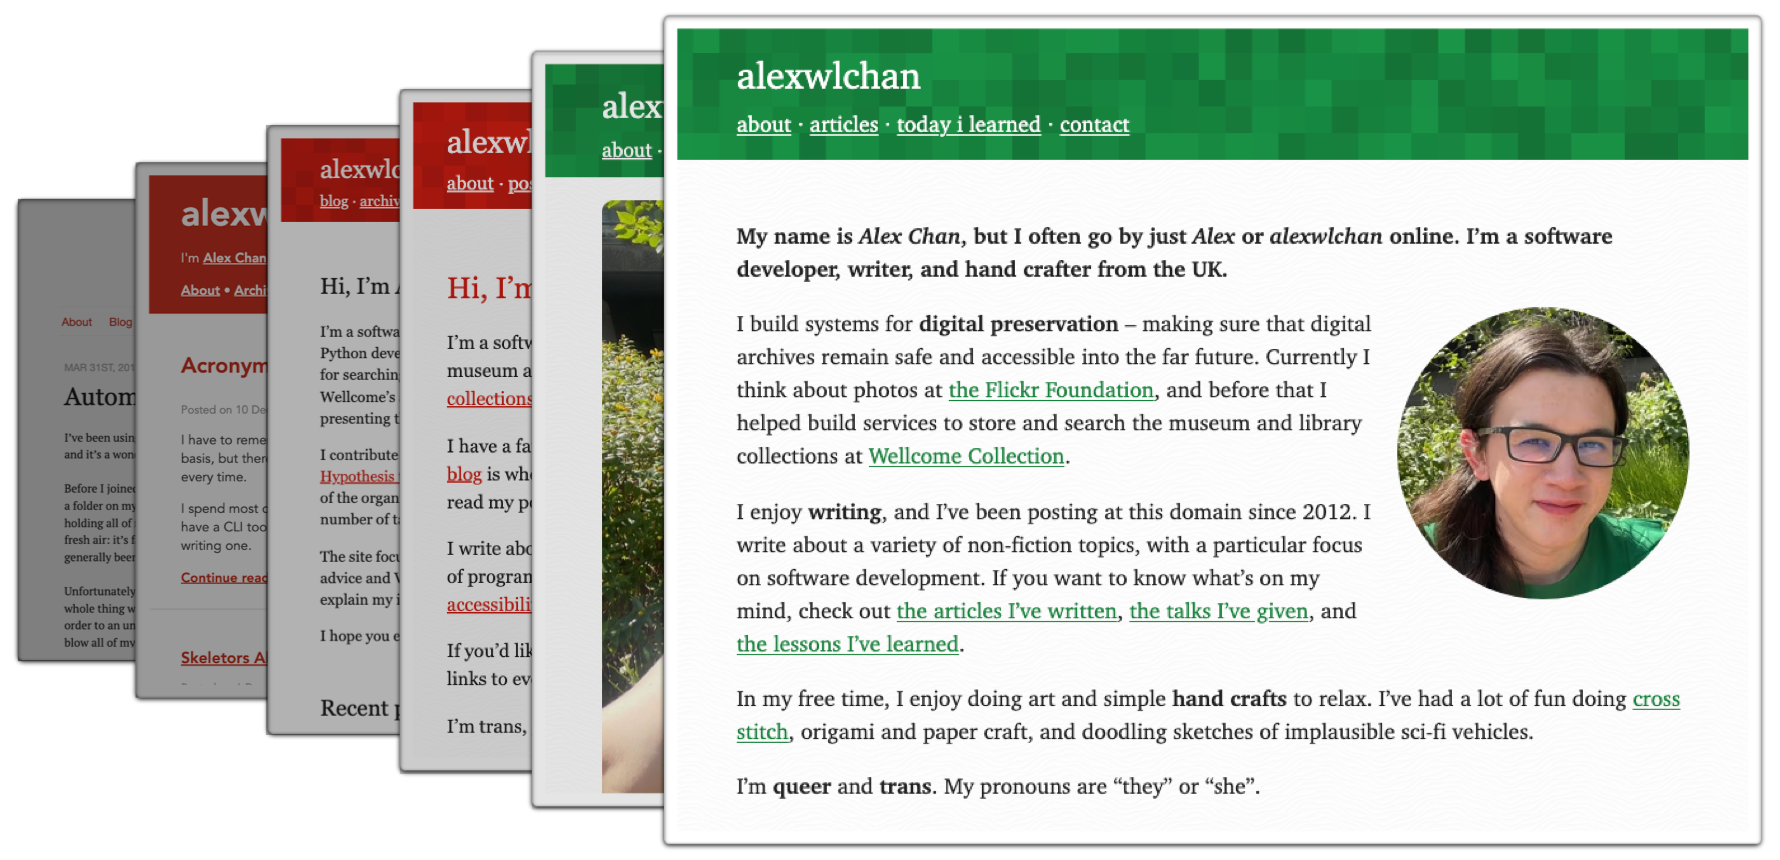 About Blog
MAR 31ST, 201
Autom
I've been usin
and it's a won
Before I joined
a folder on my
holding all of
fresh air: it's f
generally been
Unfortunately
whole thing w
order to an un
blow all of my
alexw
I'm Alex Chan
About • Archi
Acronym
Posted on 10 De
I have to reme
basis, but ther
every time.
I spend most o
have a CLI too
writing one.
Continue read
Skeletors Al
alexwlc
blog · archiv
Hi, I'm A
I'm a softwa
Python deve
for searching
Wellcome's
presenting t
I contribute
Hypothesis
of the organ
number of ta
The site focu
advice and V
explain my i
I hope you e
Recent p
alexwl
about · pos
Hi, I'm
I'm a softw
museum a
collections
I have a fa
blog is whe
read my po
I write abo
of program
accessibili
If you'd lik
links to ev
I'm trans,
alex
about ·
alexwlchan
about · articles · today i learned · contact
My name is Alex Chan, but I often go by just Alex or alexwlchan online. I'm a software
developer, writer, and hand crafter from the UK.
I build systems for digital preservation – making sure that digital
archives remain safe and accessible into the far future. Currently I
think about photos at the Flickr Foundation, and before that I
helped build services to store and search the museum and library
collections at Wellcome Collection.
I enjoy writing, and I've been posting at this domain since 2012. I
write about a variety of non-fiction topics, with a particular focus
on software development. If you want to know what's on my
mind, check out the articles I've written, the talks I've given, and
the lessons I've learned.
In my free time, I enjoy doing art and simple hand crafts to relax. I've had a lot of fun doing cross
stitch, origami and paper craft, and doodling sketches of implausible sci-fi vehicles.
I'm queer and trans. My pronouns are “they” or “she”.